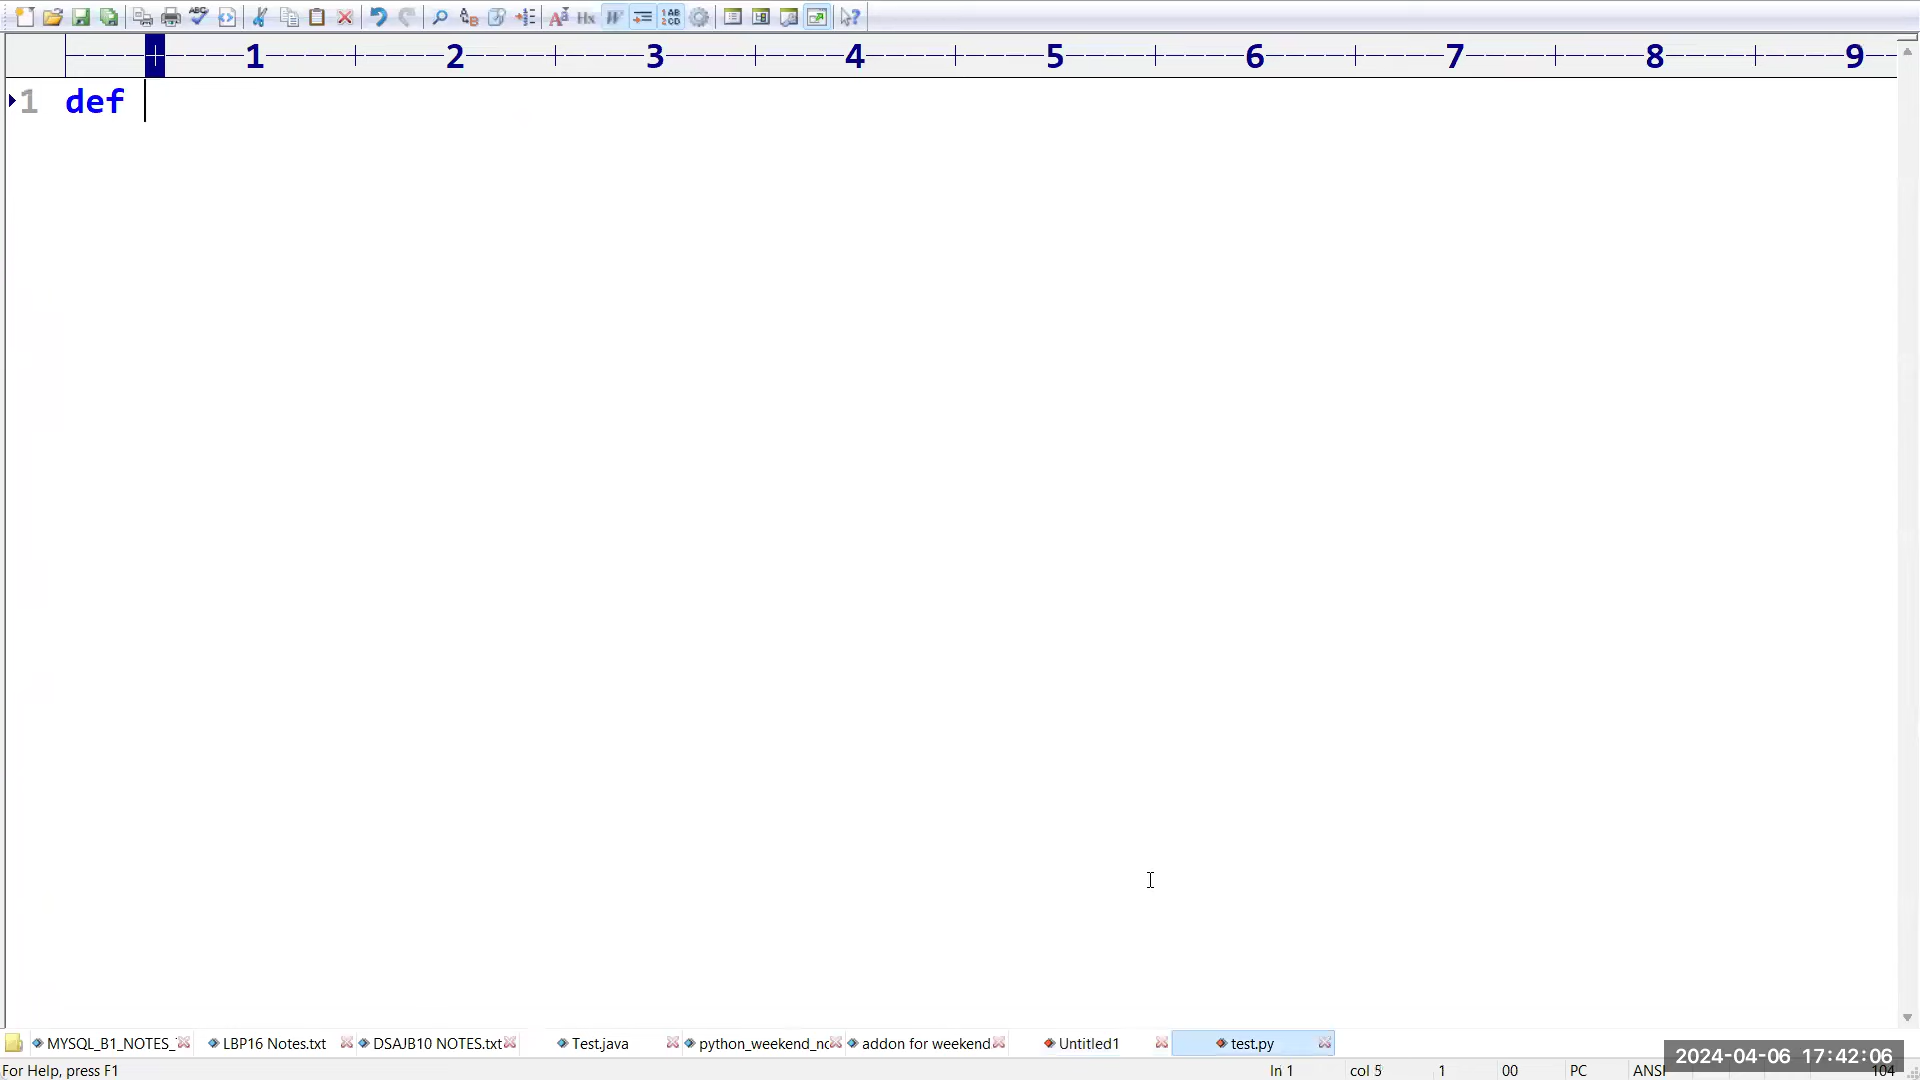 1 2 3 4 5 6 7 8 9
1 def
MYSQL_B1_NOTES_ LBP16 Notes.txt DSAJB10 NOTES.txt Test.java python_weekend_no addon for weekend Untitled1 test.py
For Help, press F1 ln 1 col 5 1 00 PC ANSI 104
2024-04-06 17:42:06